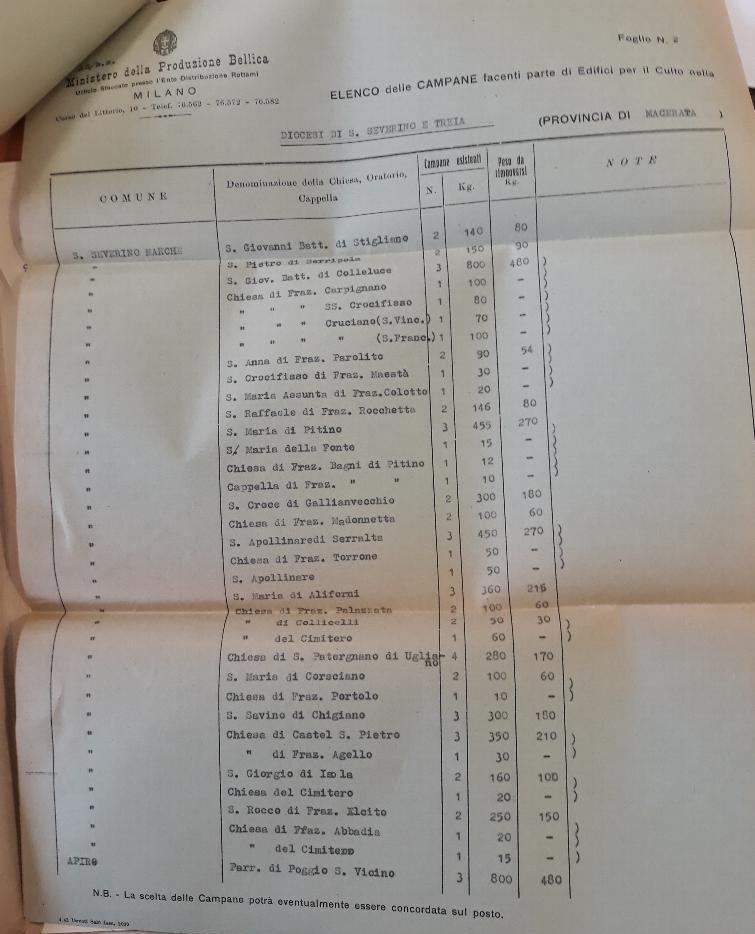 Foglio N. 2
Ministero della Produzione Bellica
Ufficio Staccato presso l'Ente Distribuzione Rottami
MILANO
Corso del Littorio, 10 - Telef. 76.562 - 76.572 - 76.582
ELENCO delle CAMPANE facenti parte di Edifici per il Culto nella
DIOCESI DI S. SEVERINO E TREIA (PROVINCIA DI MACERATA )
COMUNE Denominazione della Chiesa, Oratorio, Cappella Campane esistenti N. Kg. Peso da rimuoversi Kg. NOTE
S. SEVERINO MARCHE S. Giovanni Batt. di Stigliano 2 140 80
" S. Pietro di Serripola 2 150 90
" S. Giov. Batt. di Colleluce 3 800 480
" Chiesa di Fraz. Carpignano 1 100 -
" " " " SS. Crocifisso 1 80 -
" " " " Cruciano(S.Vinc.) 1 70 -
" " " " " (S.Franc.) 1 100 -
" S. Anna di Fraz. Parolito 2 90 54
" S. Crocifisso di Fraz. Maestà 1 30 -
" S. Maria Assunta di Fraz.Colotto 1 20 -
" S. Raffaele di Fraz. Rocchetta 2 146 80
" S. Maria di Pitino 3 455 270
" S/ Maria della Fonte 1 15 -
" Chiesa di Fraz. Bagni di Pitino 1 12 -
" Cappella di Fraz. " " 1 10 -
" S. Croce di Gallianvecchio 2 300 180
" Chiesa di Fraz. Madonnetta 2 100 60
" S. Apollinaredi Serralta 3 450 270
" Chiesa di Fraz. Torrone 1 50 -
" S. Apollinare 1 50 -
" S. Maria di Aliforni 3 360 216
" Chiesa di Fraz. Palazzata 2 100 60
" " di Collicelli 2 50 30
" " del Cimitero 1 60 -
" Chiesa di S. Patergnano di Uglia-no 4 280 170
" S. Maria di Corsciano 2 100 60
" Chiesa di Fraz. Portolo 1 10 -
" S. Savino di Chigiano 3 300 180
" Chiesa di Castel S. Pietro 3 350 210
" " di Fraz. Agello 1 30 -
" S. Giorgio di Isola 2 160 100
" Chiesa del Cimitero 1 20 -
" S. Rocco di Fraz. Elcito 2 250 150
" Chiesa di Ffaz. Abbadia 1 20 -
" " del Cimitero 1 15 -
APIRO Parr. di Poggio S. Vicino 3 800 480
N.B. - La scelta delle Campane potrà eventualmente essere concordata sul posto.